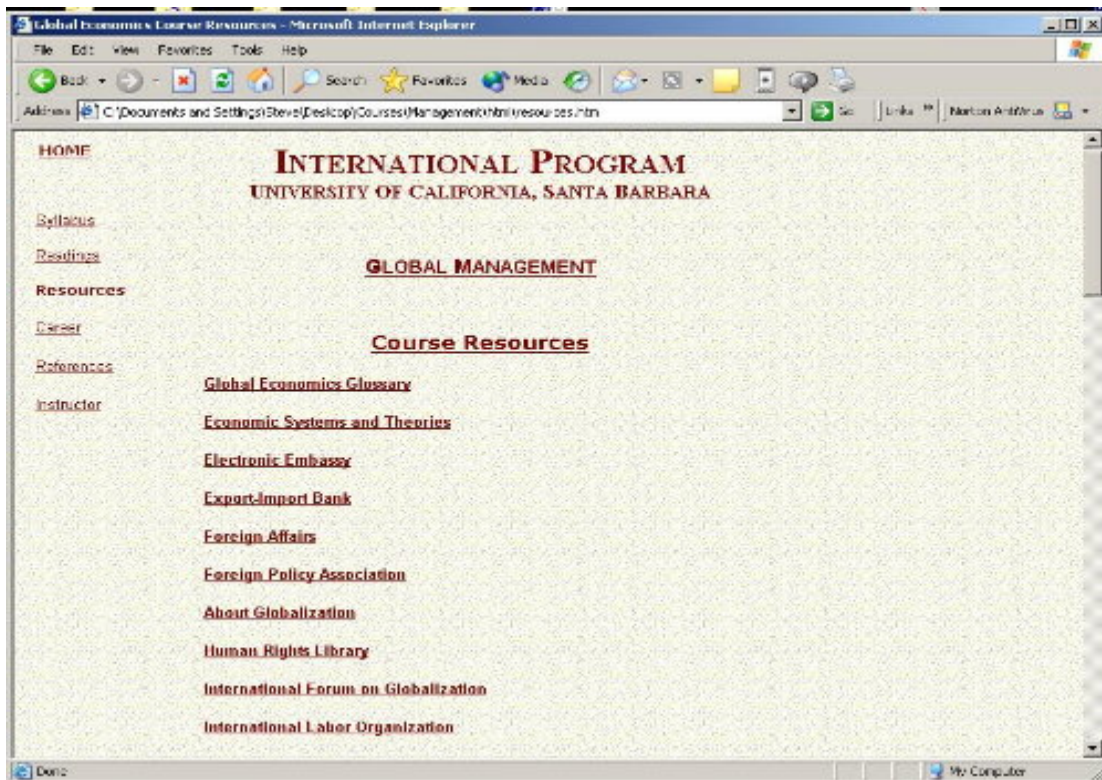 Global Economics Course Resources - Microsoft Internet Explorer
File Edit View Favorites Tools Help
Back Search Favorites Media
Address C:\Documents and Settings\Steve\Desktop\Courses\Management\html\resources.htm Go Links Norton AntiVirus
HOME
INTERNATIONAL PROGRAM
UNIVERSITY OF CALIFORNIA, SANTA BARBARA
Syllabus
Readings
GLOBAL MANAGEMENT
Resources
Career
Course Resources
References
Global Economics Glossary
Instructor
Economic Systems and Theories
Electronic Embassy
Export-Import Bank
Foreign Affairs
Foreign Policy Association
About Globalization
Human Rights Library
International Forum on Globalization
International Labor Organization
Done My Computer